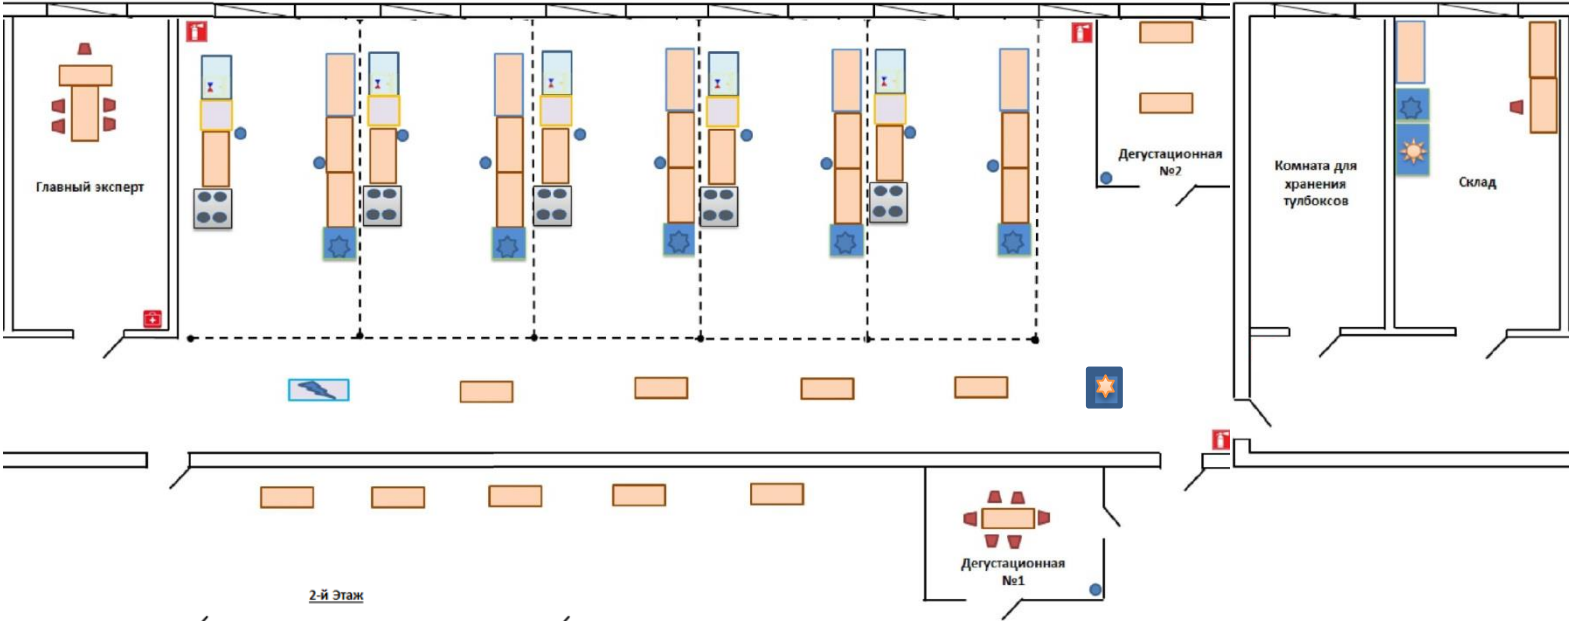 Главный эксперт
Дегустационная
№2
Комната для
хранения
тулбоксов
Склад
Дегустационная
№1
2-й Этаж